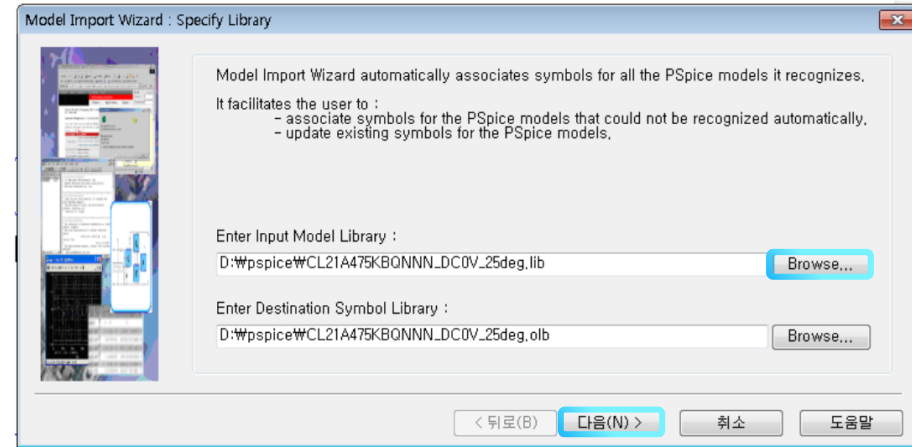 Model Import Wizard : Specify Library
Model Import Wizard automatically associates symbols for all the PSpice models it recognizes,
It facilitates the user to :
- associate symbols for the PSpice models that could not be recognized automatically,
- update existing symbols for the PSpice models,
Enter Input Model Library :
D:₩pspice₩CL21A475KBQNNN_DC0V_25deg,lib
Browse...
Enter Destination Symbol Library :
D:₩pspice₩CL21A475KBQNNN_DC0V_25deg,olb
Browse...
< 뒤로(B) 다음(N) > 취소 도움말